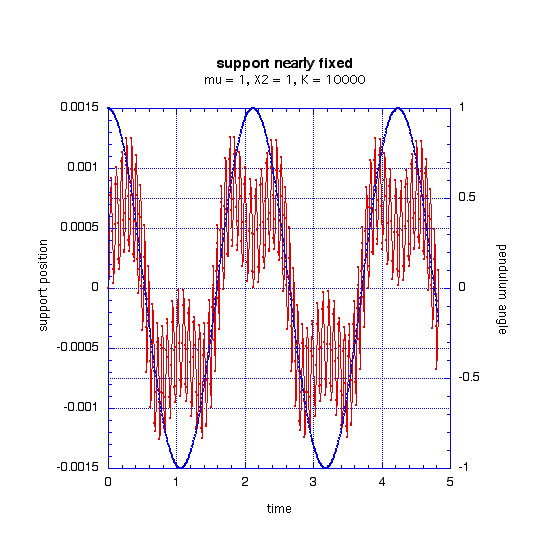 support nearly fixed
mu = 1, X2 = 1, K = 10000
0.0015
0.001
0.0005
0
-0.0005
-0.001
-0.0015
support position
1
0.5
0
-0.5
-1
pendulum angle
0 1 2 3 4 5
time